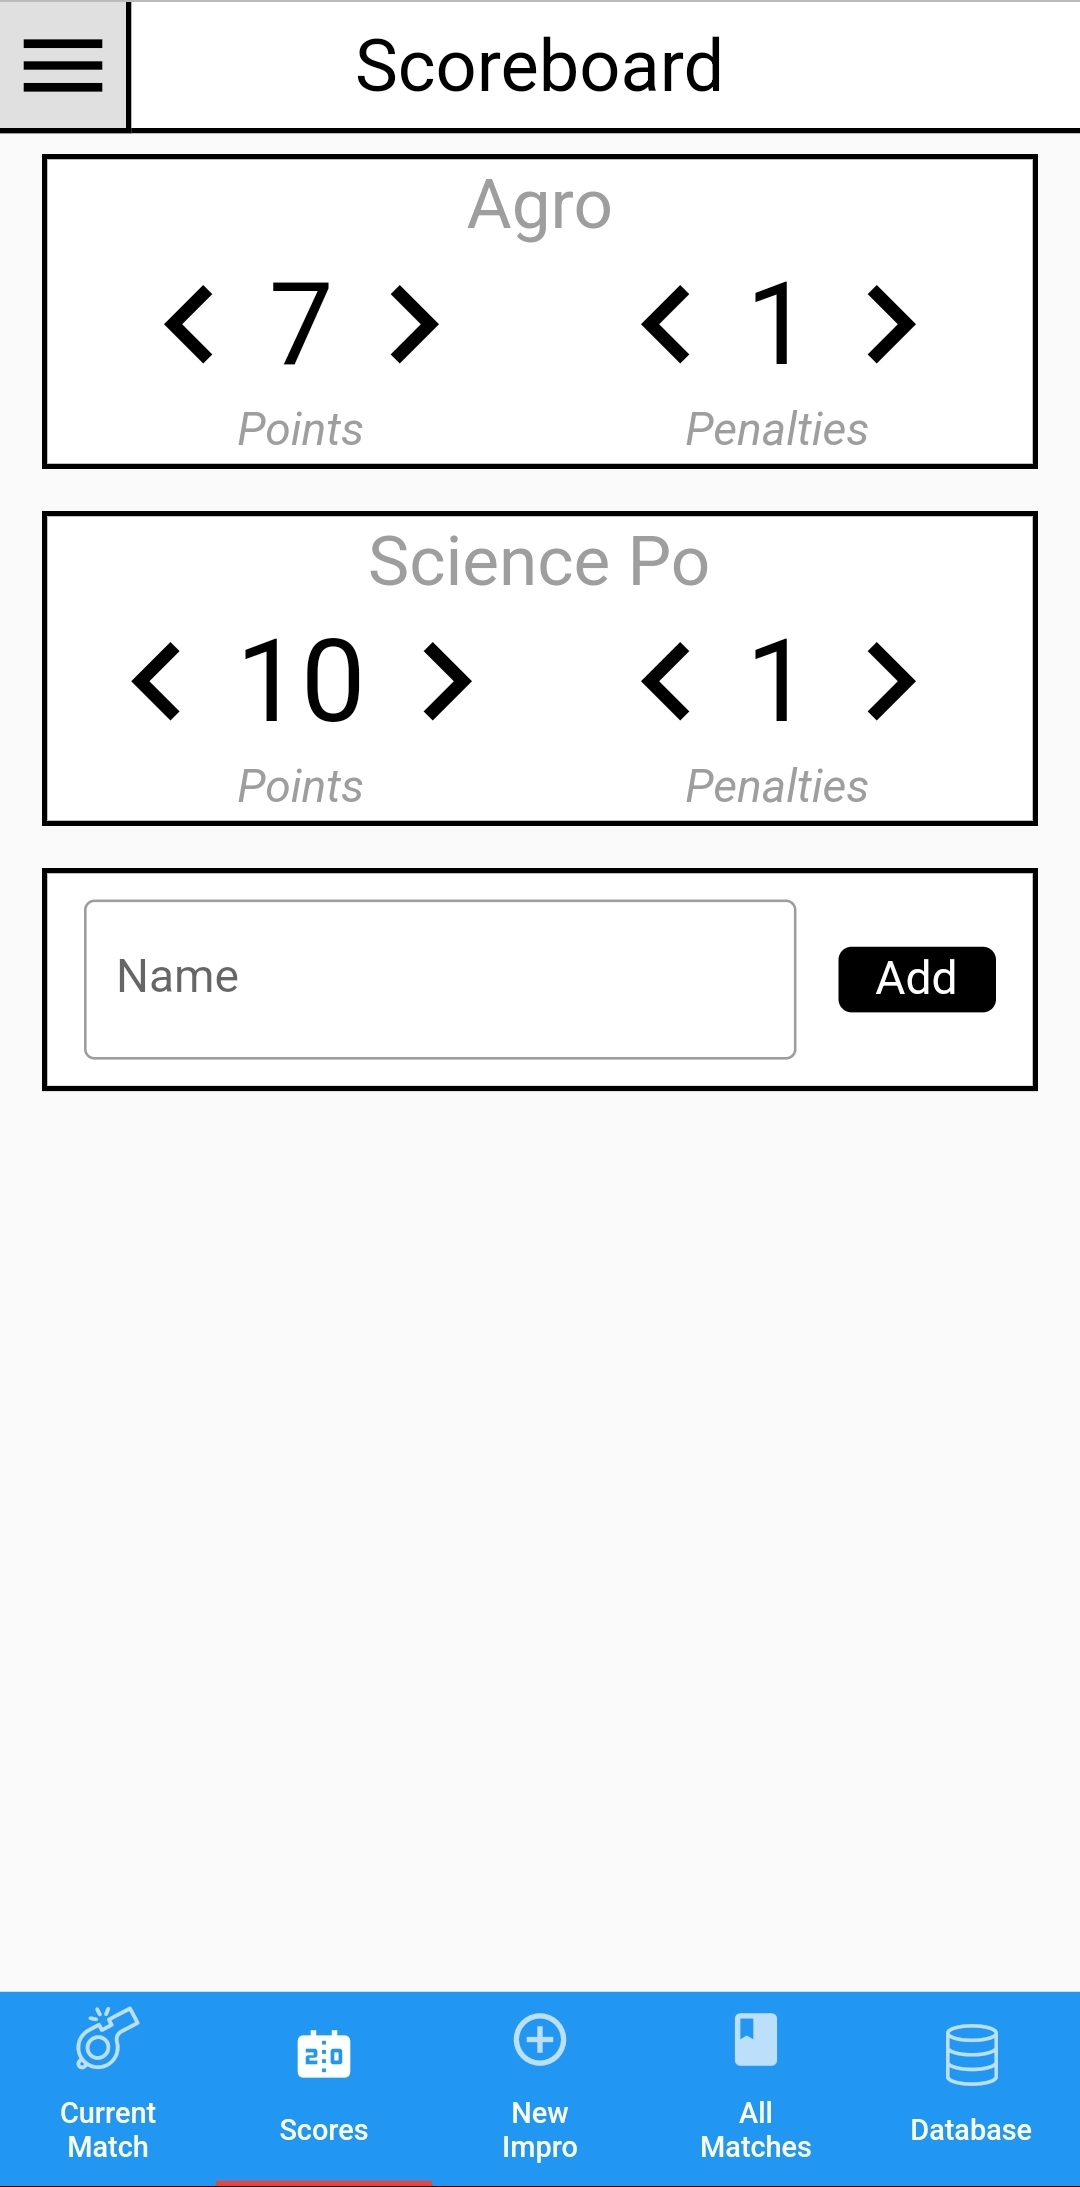 Scoreboard
Agro
7 1
Points Penalties
Science Po
10 1
Points Penalties
Name Add
Current Match
Scores
New Impro
All Matches
Database